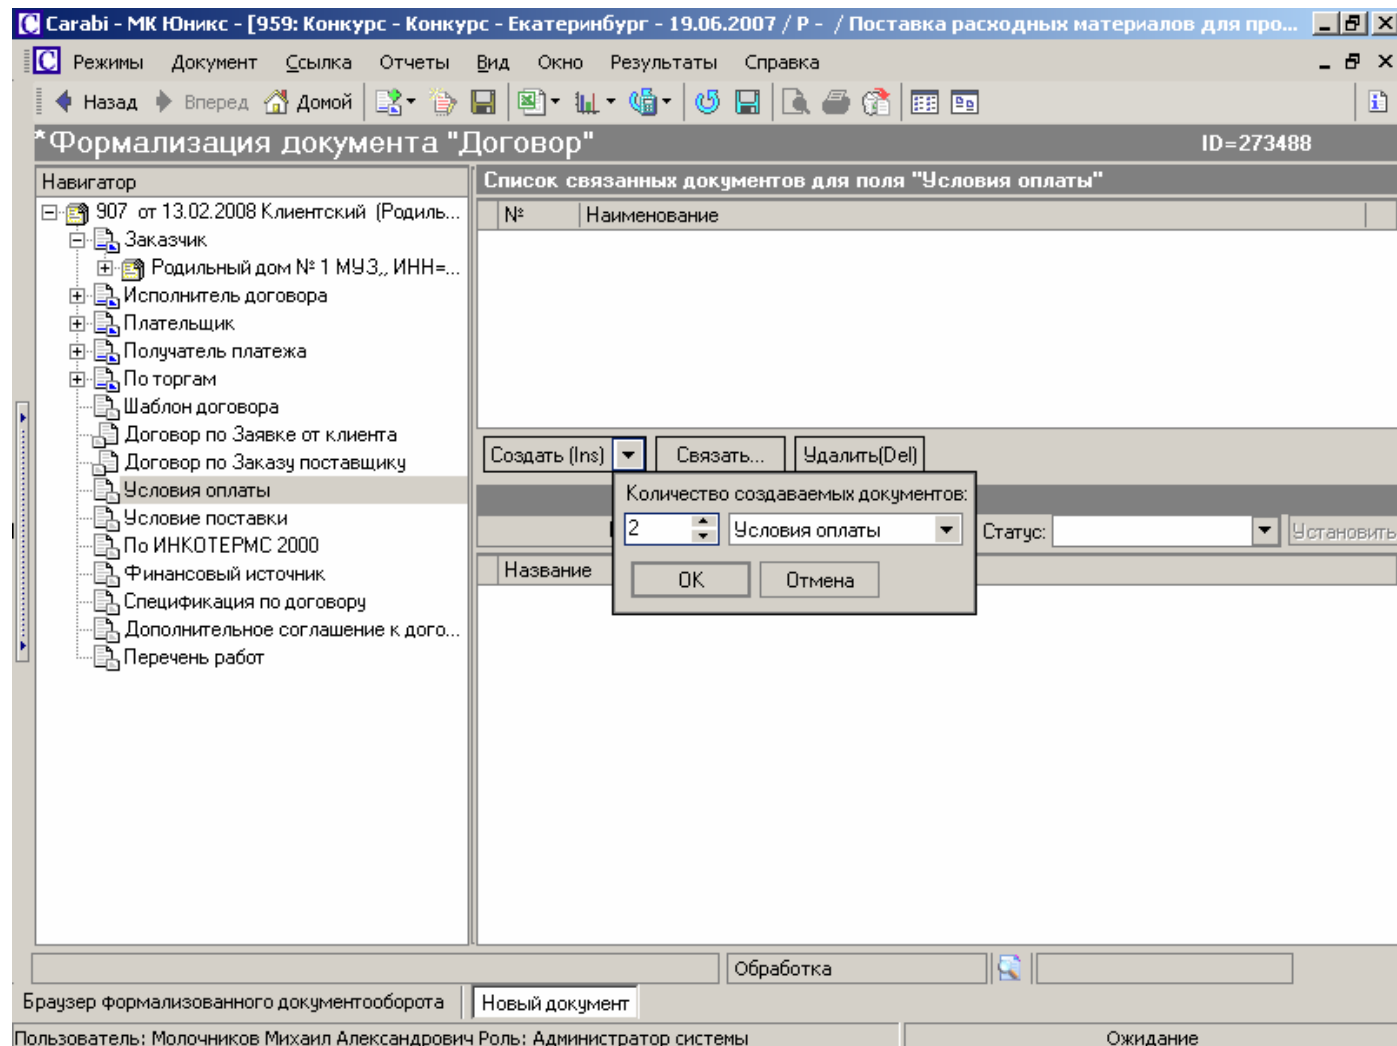 Carabi - МК Юникс - [959: Конкурс - Конкурс - Екатеринбург - 19.06.2007 / Р - / Поставка расходных материалов для про...
Режимы Документ Ссылка Отчеты Вид Окно Результаты Справка
Назад Вперед Домой
*Формализация документа "Договор" ID=273488
Навигатор
907 от 13.02.2008 Клиентский (Родиль...
Заказчик
Родильный дом № 1 МУЗ,, ИНН=...
Исполнитель договора
Плательщик
Получатель платежа
По торгам
Шаблон договора
Договор по Заявке от клиента
Договор по Заказу поставщику
Условия оплаты
Условие поставки
По ИНКОТЕРМС 2000
Финансовый источник
Спецификация по договору
Дополнительное соглашение к дого...
Перечень работ
Список связанных документов для поля "Условия оплаты"
№ Наименование
Создать (Ins) Связать... Удалить(Del)
Количество создаваемых документов:
2 Условия оплаты Статус: Установить
Название
ОК Отмена
Обработка
Браузер формализованного документооборота Новый документ
Пользователь: Молочников Михаил Александрович Роль: Администратор системы Ожидание